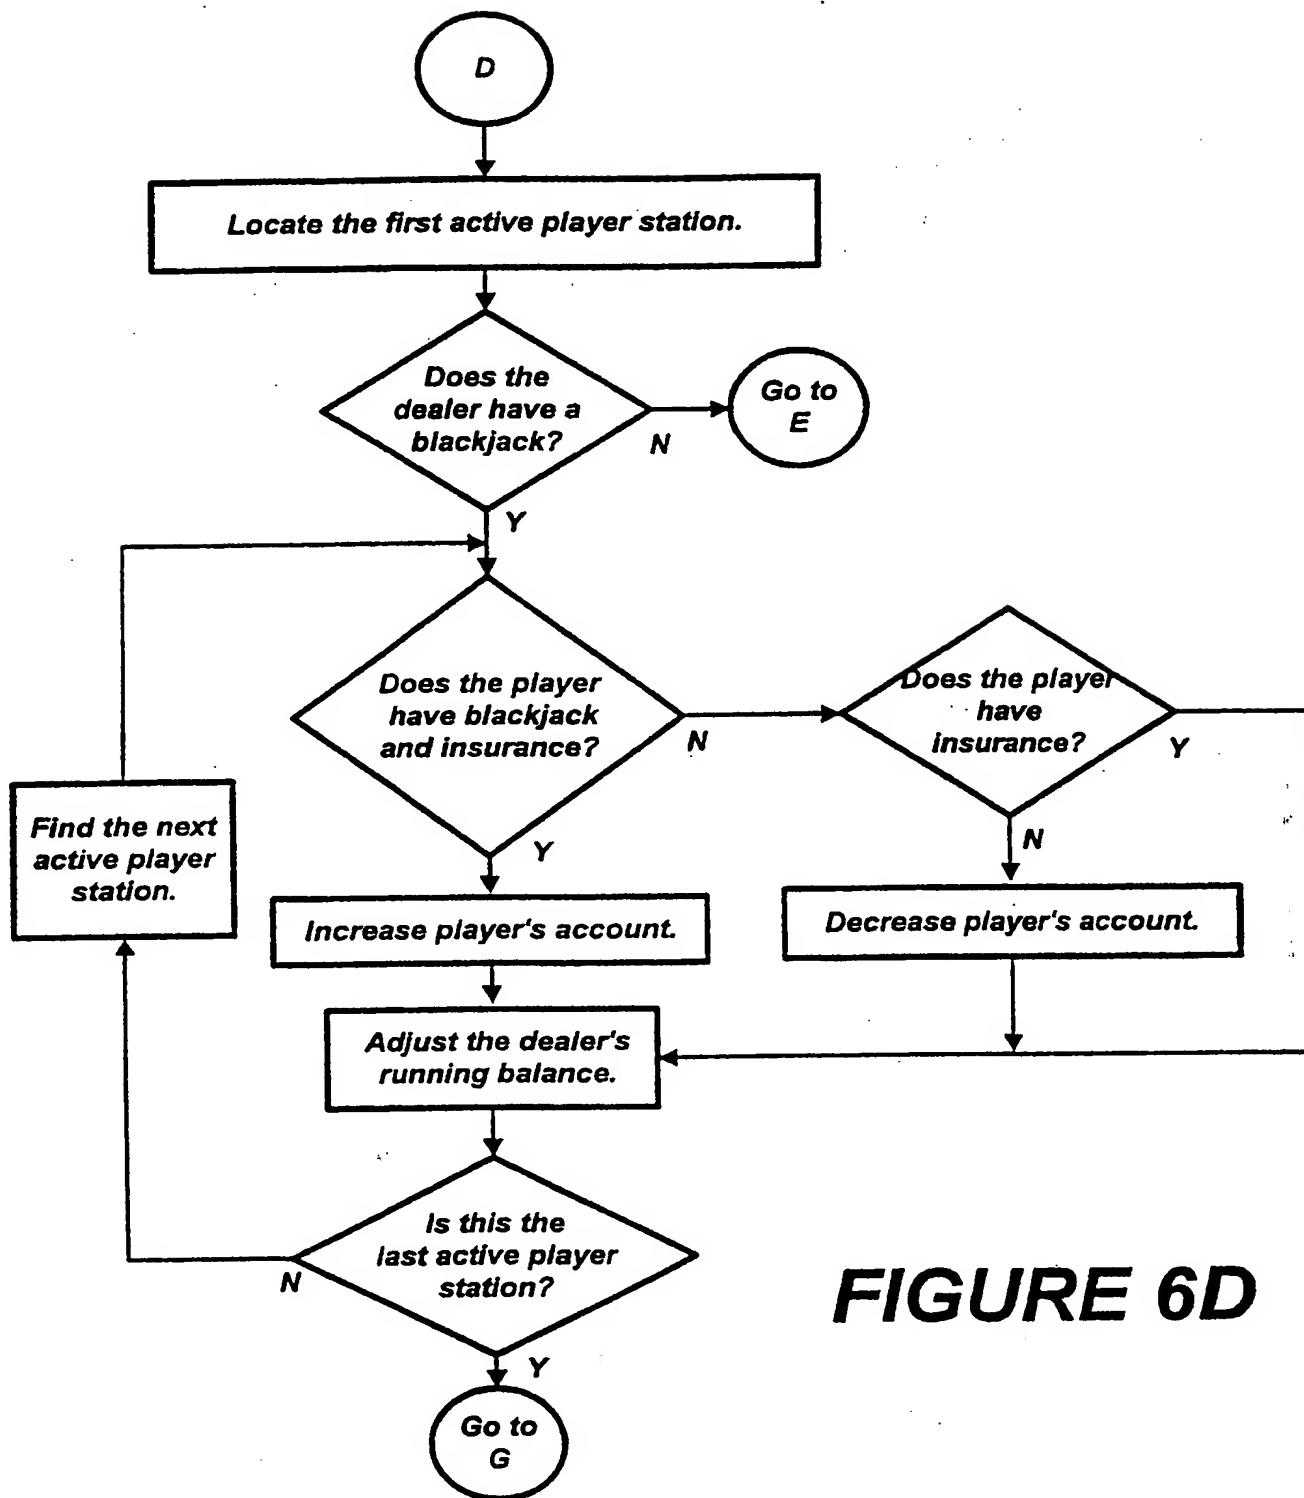 D
Locate the first active player station.
Does the
dealer have a
blackjack?
N
Go to
E
Y
Does the player
have blackjack
and insurance?
N
Does the player
have
insurance?
Y
Find the next
active player
station.
Y
N
Increase player's account.
Decrease player's account.
Adjust the dealer's
running balance.
Is this the
last active player
station?
N
Y
Go to
G
FIGURE 6D